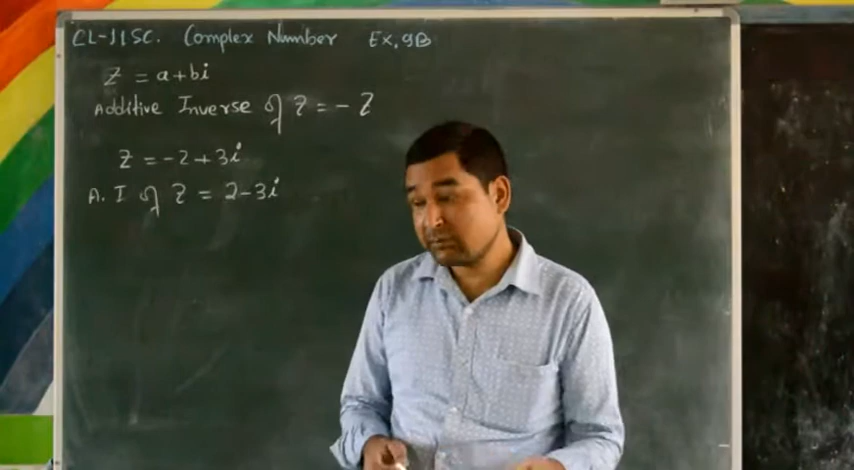 CL-11SC. Complex Number Ex. 9B
Z = a+bi
Additive Inverse of Z = - Z
Z = -2+3i
A. I of Z = 2-3i